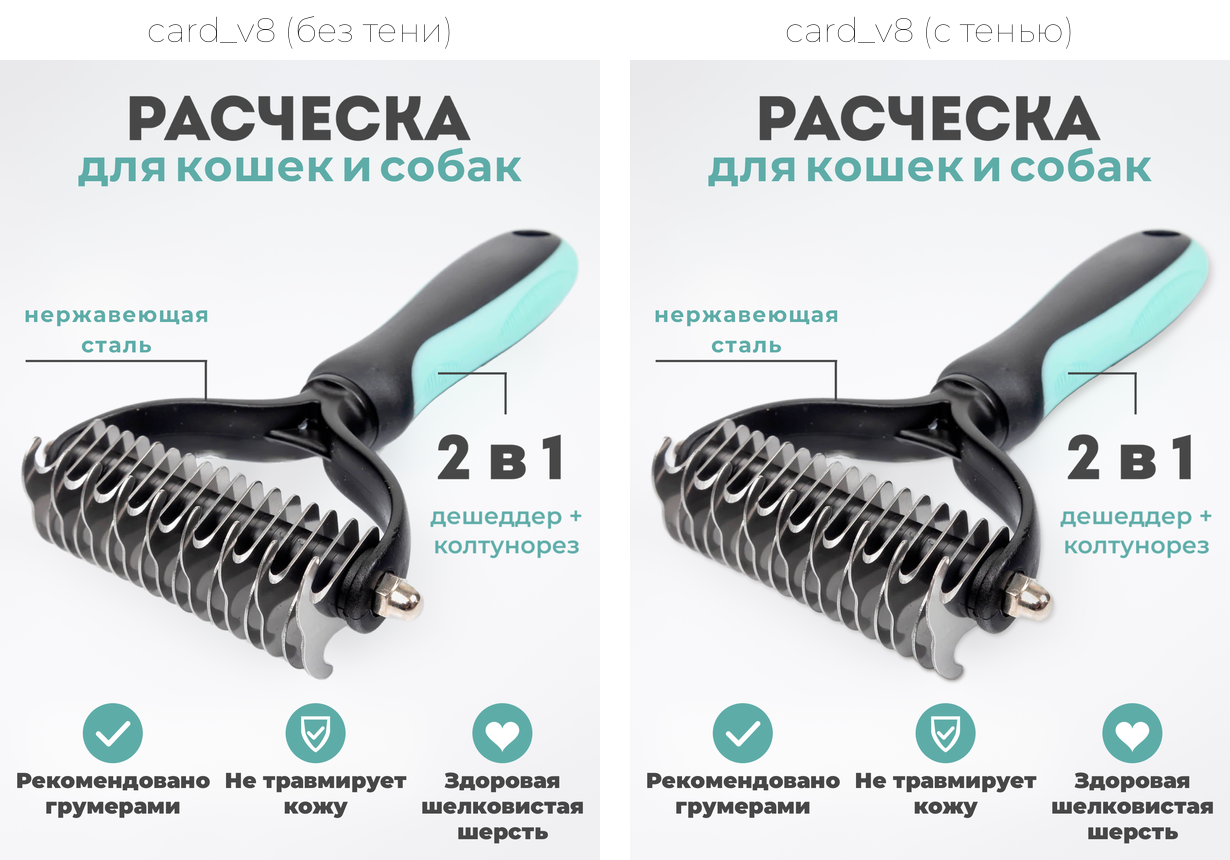 card_v8 (без тени)
РАСЧЕСКА
для кошек и собак
нержавеющая
сталь
2 в 1
дешеддер +
колтунорез
Рекомендовано
грумерами
Не травмирует
кожу
Здоровая
шелковистая
шерсть
card_v8 (с тенью)
РАСЧЕСКА
для кошек и собак
нержавеющая
сталь
2 в 1
дешеддер +
колтунорез
Рекомендовано
грумерами
Не травмирует
кожу
Здоровая
шелковистая
шерсть